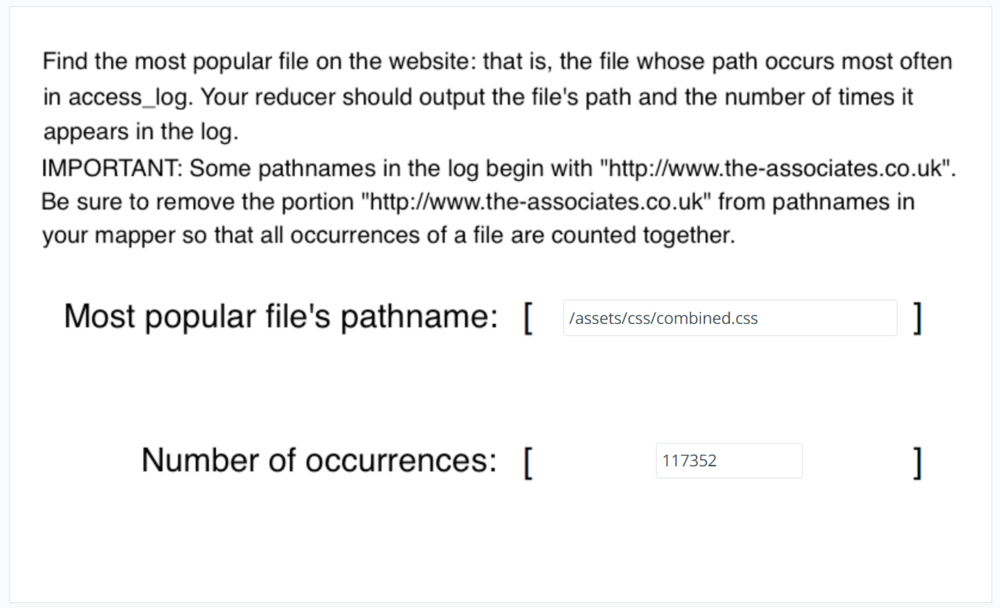 Find the most popular file on the website: that is, the file whose path occurs most often
in access_log. Your reducer should output the file's path and the number of times it
appears in the log.
IMPORTANT: Some pathnames in the log begin with "http://www.the-associates.co.uk".
Be sure to remove the portion "http://www.the-associates.co.uk" from pathnames in
your mapper so that all occurrences of a file are counted together.
Most popular file's pathname: [ /assets/css/combined.css ]
Number of occurrences: [ 117352 ]